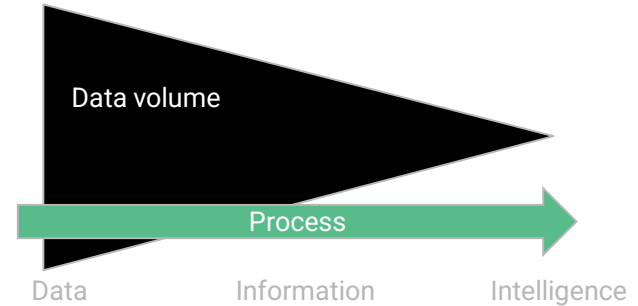 Data volume
Process
Data Information Intelligence